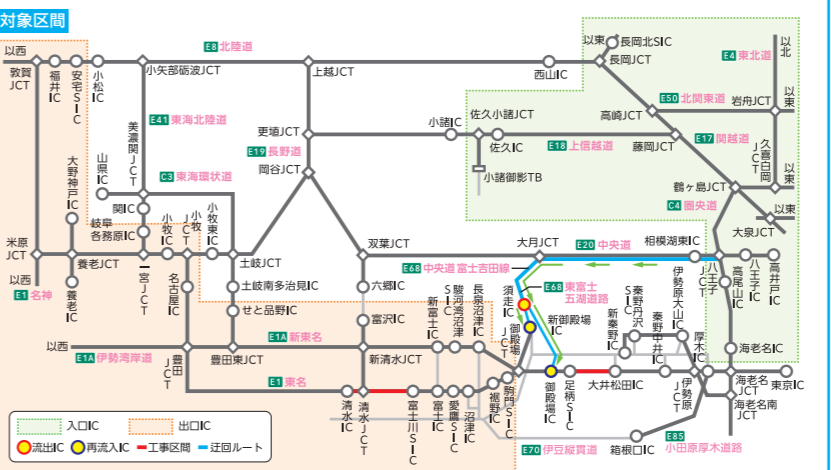 対象区間
以西
敦賀JCT
福井IC
安宅SIC
小松IC
小矢部砺波JCT
E8 北陸道
上越JCT
西山IC
以東
長岡北SIC
長岡JCT
E4 東北道
以北
E50 北関東道
岩舟JCT
以東
高崎JCT
E17 関越道
佐久小諸JCT
小諸IC
佐久IC
E18 上信越道
藤岡JCT
小諸御影TB
久喜白岡JCT
以東
鶴ヶ島JCT
C4 圏央道
以東
大泉JCT
E41 東海北陸道
美濃関JCT
更埴JCT
E19 長野道
岡谷JCT
山県IC
C3 東海環状道
大野神戸IC
関IC
岐阜各務原IC
小牧IC
小牧JCT
小牧東IC
米原JCT
以西
E1 名神
養老JCT
養老IC
一宮JCT
名古屋IC
土岐JCT
土岐南多治見IC
せと品野IC
双葉JCT
六郷IC
富沢IC
大月JCT
E20 中央道
相模湖東IC
E68 中央道 富士吉田線
E68 東富士五湖道路
須走IC
八王子JCT
高尾山IC
八王子IC
高井戸IC
以西
E1A 伊勢湾岸道
豊田JCT
豊田東JCT
E1A 新東名
E1 東名
新清水JCT
新富士IC
駿河湾沼津SIC
長泉沼津IC
御殿場JCT
新御殿場IC
新秦野IC
秦野丹沢SIC
秦野中井IC
伊勢原大山IC
厚木IC
海老名IC
清水IC
清水JCT
富士川SIC
富士IC
愛鷹SIC
沼津IC
裾野IC
駒門SIC
御殿場IC
足柄SIC
大井松田IC
伊勢原JCT
海老名JCT
東京IC
海老名南JCT
E70 伊豆縦貫道
箱根口IC
E85 小田原厚木道路
入口IC
出口IC
流出IC
再流入IC
工事区間
迂回ルート